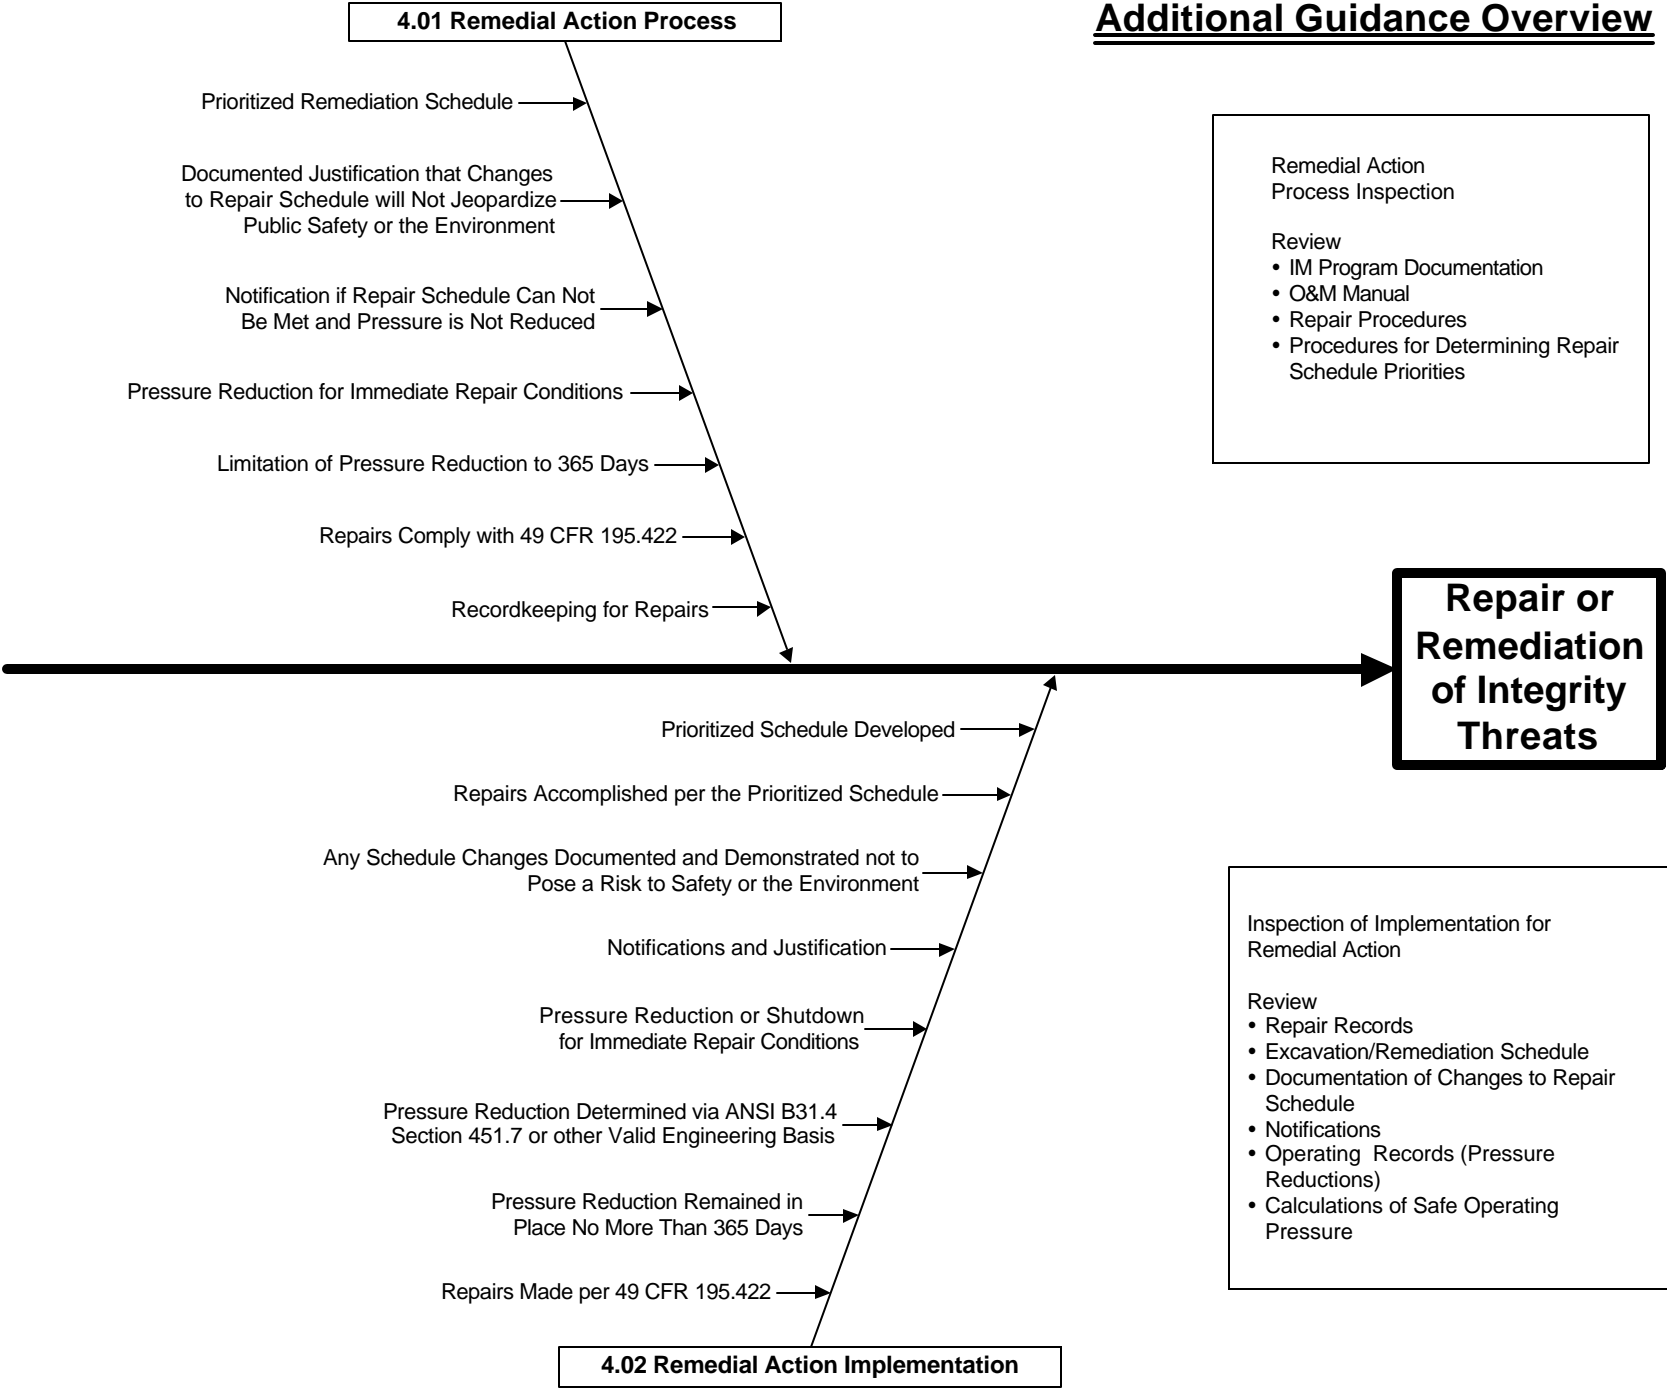 4.01 Remedial Action Process
Additional Guidance Overview
Prioritized Remediation Schedule
Documented Justification that Changes
to Repair Schedule will Not Jeopardize
Public Safety or the Environment
Notification if Repair Schedule Can Not
Be Met and Pressure is Not Reduced
Pressure Reduction for Immediate Repair Conditions
Limitation of Pressure Reduction to 365 Days
Repairs Comply with 49 CFR 195.422
Recordkeeping for Repairs
Remedial Action
Process Inspection
Review
• IM Program Documentation
• O&M Manual
• Repair Procedures
• Procedures for Determining Repair
Schedule Priorities
Repair or
Remediation
of Integrity
Threats
Prioritized Schedule Developed
Repairs Accomplished per the Prioritized Schedule
Any Schedule Changes Documented and Demonstrated not to
Pose a Risk to Safety or the Environment
Notifications and Justification
Pressure Reduction or Shutdown
for Immediate Repair Conditions
Pressure Reduction Determined via ANSI B31.4
Section 451.7 or other Valid Engineering Basis
Pressure Reduction Remained in
Place No More Than 365 Days
Repairs Made per 49 CFR 195.422
4.02 Remedial Action Implementation
Inspection of Implementation for
Remedial Action
Review
• Repair Records
• Excavation/Remediation Schedule
• Documentation of Changes to Repair
Schedule
• Notifications
• Operating Records (Pressure
Reductions)
• Calculations of Safe Operating
Pressure